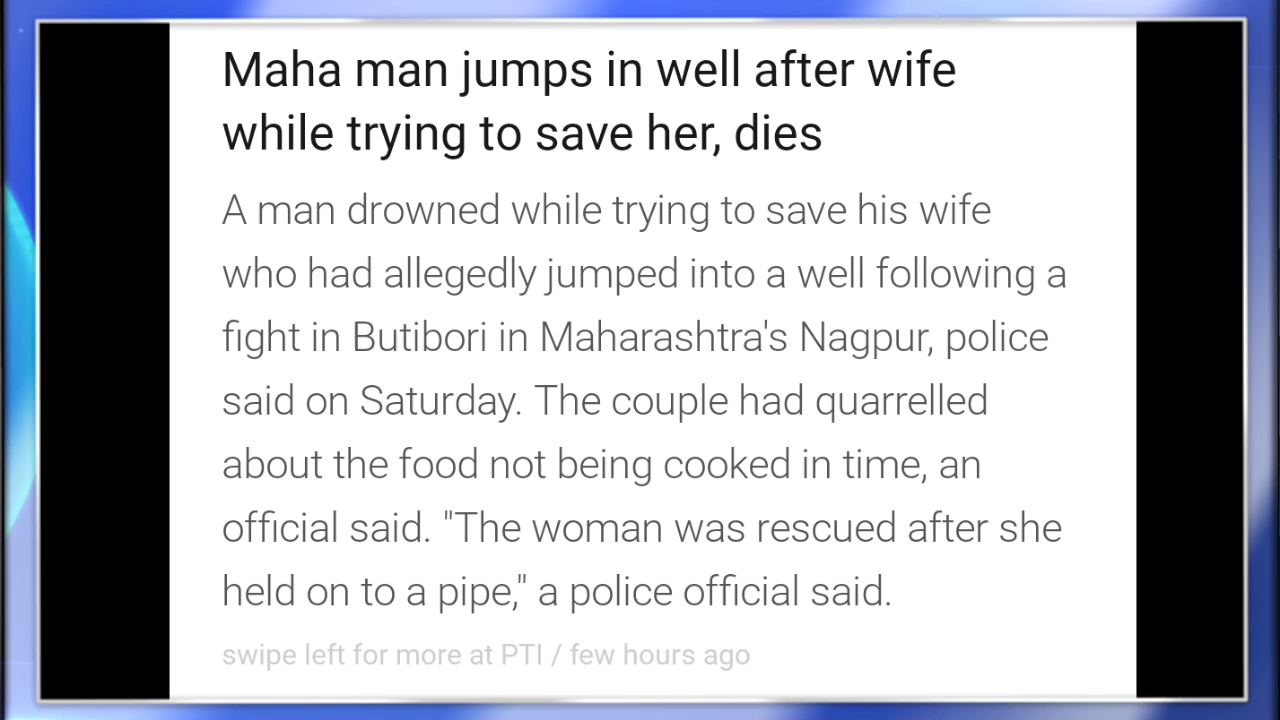 Maha man jumps in well after wife
while trying to save her, dies
A man drowned while trying to save his wife
who had allegedly jumped into a well following a
fight in Butibori in Maharashtra's Nagpur, police
said on Saturday. The couple had quarrelled
about the food not being cooked in time, an
official said. "The woman was rescued after she
held on to a pipe," a police official said.
swipe left for more at PTI / few hours ago